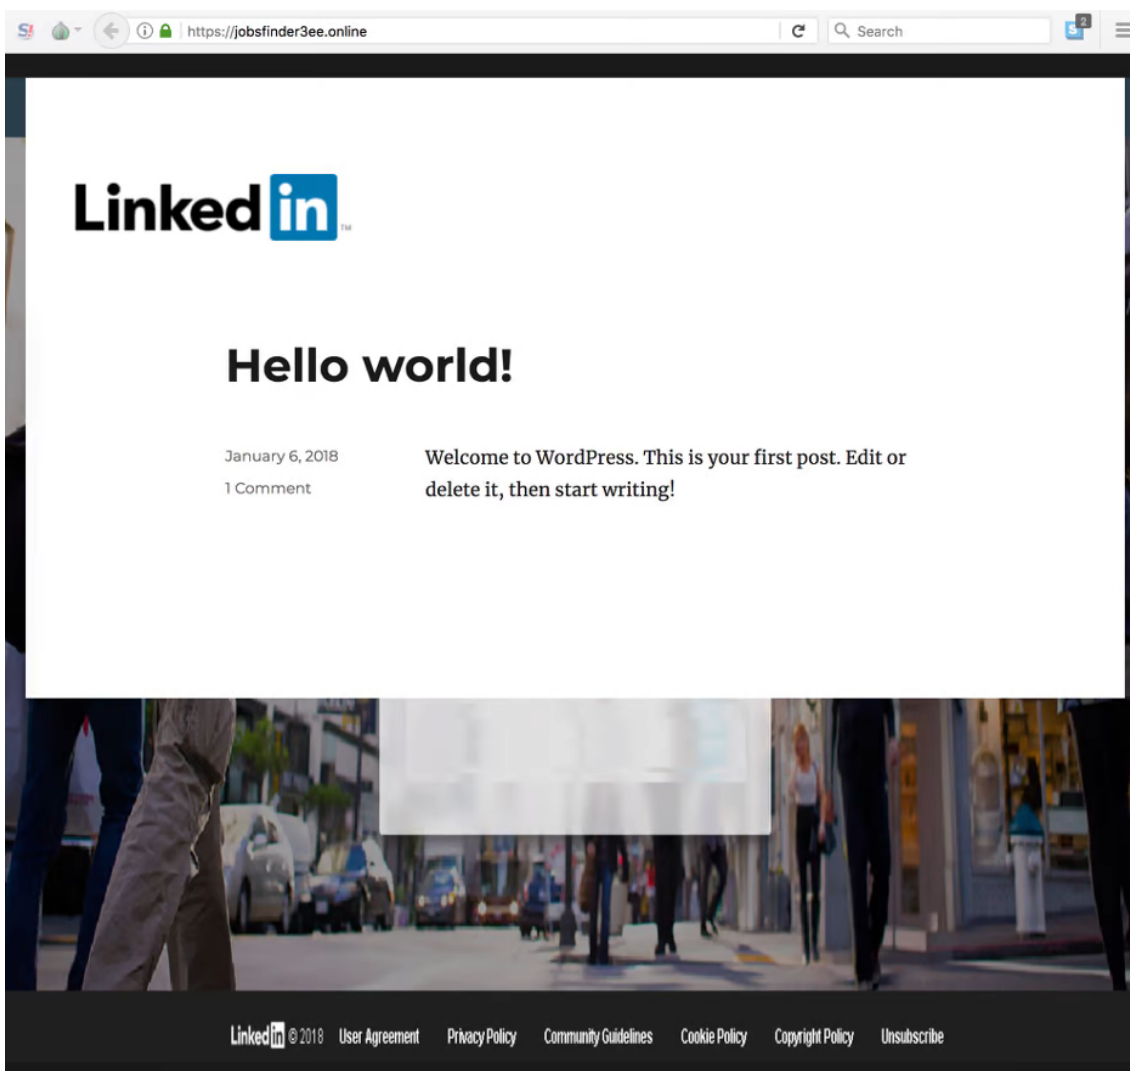 https://jobsfinder3ee.online
Search
2
Linkedin TM
Hello world!
January 6, 2018
1 Comment
Welcome to WordPress. This is your first post. Edit or
delete it, then start writing!
Linkedin © 2018 User Agreement Privacy Policy Community Guidelines Cookie Policy Copyright Policy Unsubscribe